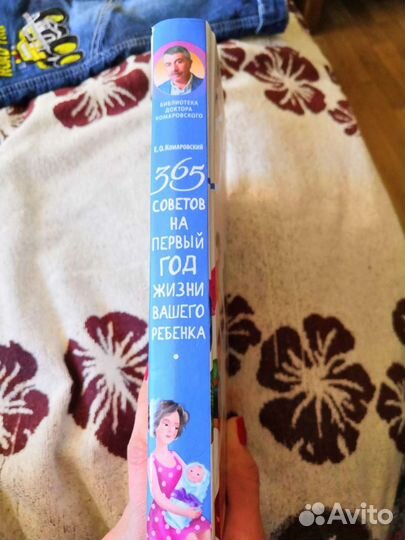 БИБЛИОТЕКА
ДОКТОРА
КОМАРОВСКОГО
Е. О. КОМАРОВСКИЙ
365
СОВЕТОВ
НА
ПЕРВЫЙ
ГОД
ЖИЗНИ
ВАШЕГО
РЕБЕНКА
Avito